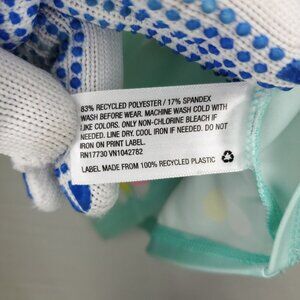 83% RECYCLED POLYESTER / 17% SPANDEX
WASH BEFORE WEAR. MACHINE WASH COLD WITH
LIKE COLORS. ONLY NON-CHLORINE BLEACH IF
NEEDED. LINE DRY. COOL IRON IF NEEDED. DO NOT
IRON ON PRINT LABEL.
RN17730 VN1042782
LABEL MADE FROM 100% RECYCLED PLASTIC